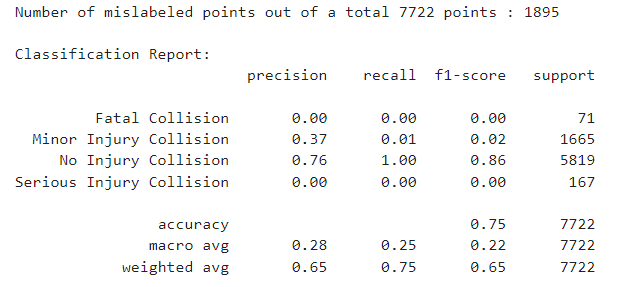 Number of mislabeled points out of a total 7722 points : 1895
Classification Report:
precision recall f1-score support
Fatal Collision 0.00 0.00 0.00 71
Minor Injury Collision 0.37 0.01 0.02 1665
No Injury Collision 0.76 1.00 0.86 5819
Serious Injury Collision 0.00 0.00 0.00 167
accuracy 0.75 7722
macro avg 0.28 0.25 0.22 7722
weighted avg 0.65 0.75 0.65 7722